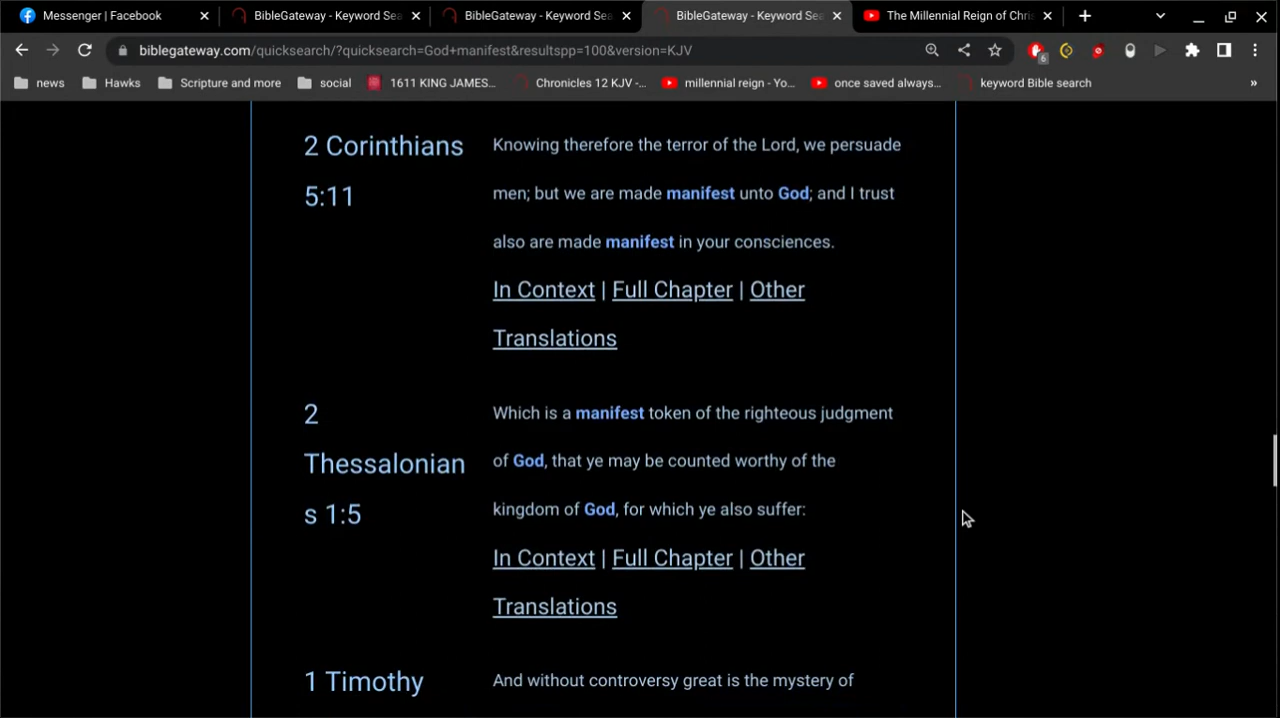 Messenger | Facebook
BibleGateway - Keyword Sea
BibleGateway - Keyword Sea
BibleGateway - Keyword Sea
The Millennial Reign of Chris
biblegateway.com/quicksearch/?quicksearch=God+manifest&resultspp=100&version=KJV
6
news
Hawks
Scripture and more
social
1611 KING JAMES...
Chronicles 12 KJV -...
millennial reign - Yo...
once saved always...
keyword Bible search
»
2 Corinthians
5:11
Knowing therefore the terror of the Lord, we persuade
men; but we are made manifest unto God; and I trust
also are made manifest in your consciences.
In Context | Full Chapter | Other
Translations
2
Thessalonian
s 1:5
Which is a manifest token of the righteous judgment
of God, that ye may be counted worthy of the
kingdom of God, for which ye also suffer:
In Context | Full Chapter | Other
Translations
1 Timothy
And without controversy great is the mystery of